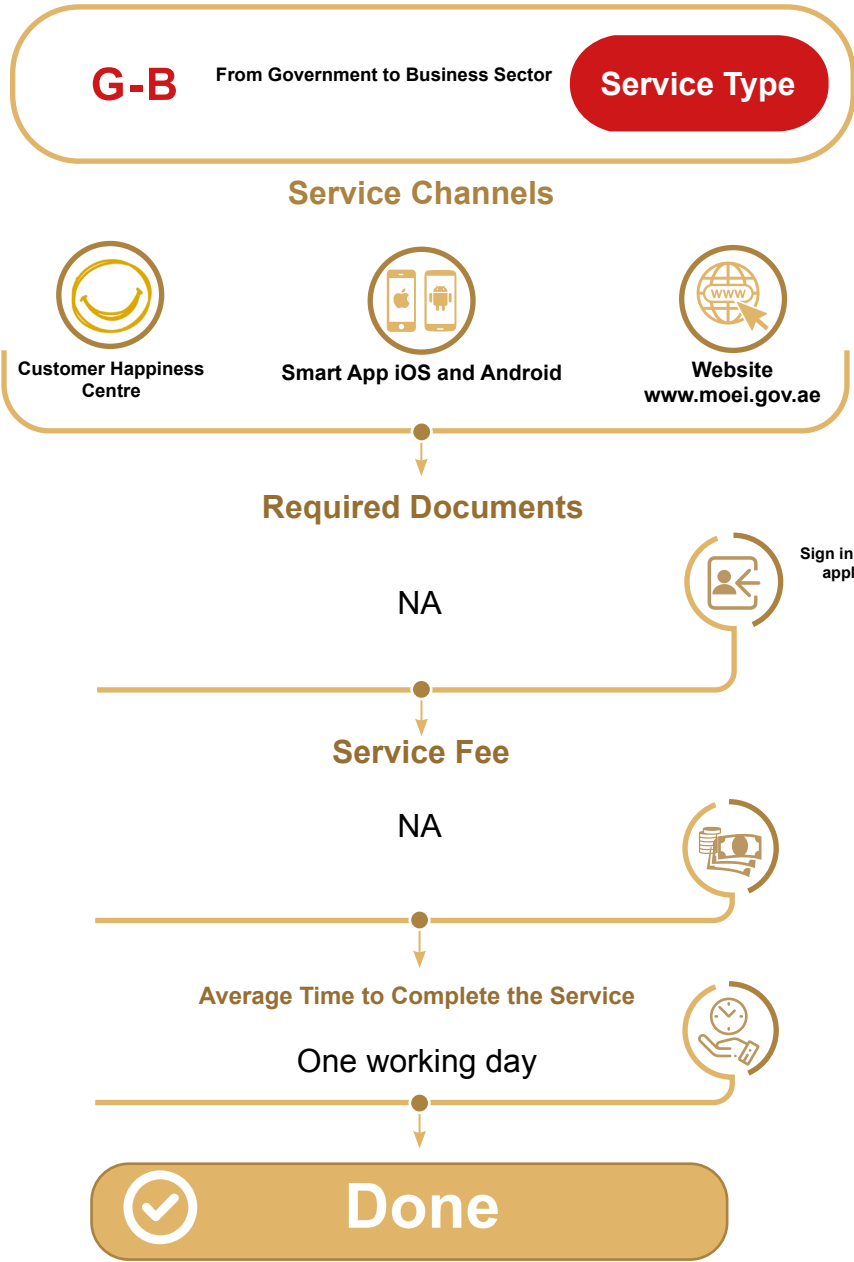 G-B
From Government to Business Sector
Service Type
Service Channels
Customer Happiness
Centre
Smart App iOS and Android
www
Website
www.moei.gov.ae
Required Documents
Sign in
appl
NA
Service Fee
NA
Average Time to Complete the Service
One working day
Done